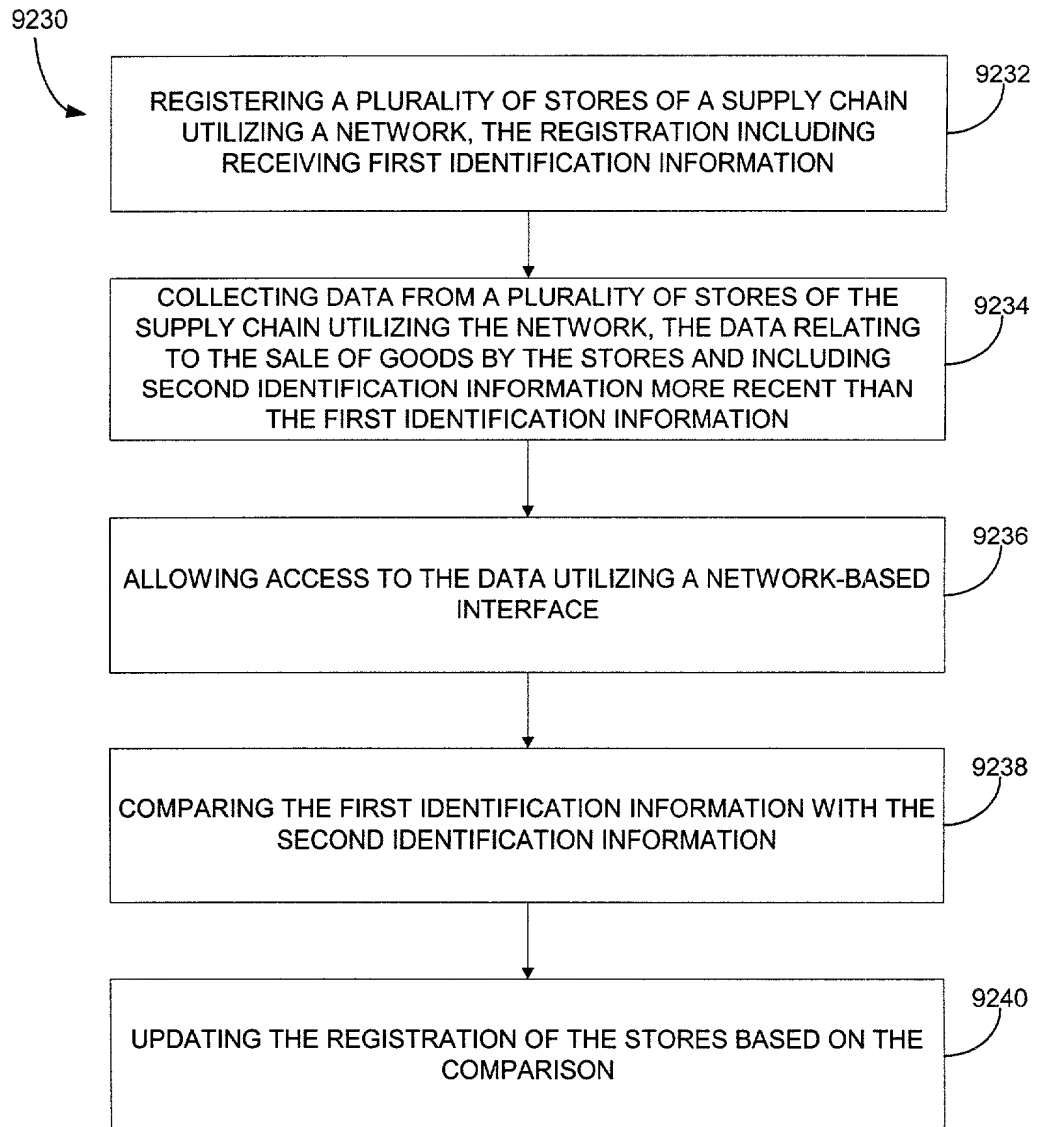 9230
9232
REGISTERING A PLURALITY OF STORES OF A SUPPLY CHAIN
UTILIZING A NETWORK, THE REGISTRATION INCLUDING
RECEIVING FIRST IDENTIFICATION INFORMATION
9234
COLLECTING DATA FROM A PLURALITY OF STORES OF THE
SUPPLY CHAIN UTILIZING THE NETWORK, THE DATA RELATING
TO THE SALE OF GOODS BY THE STORES AND INCLUDING
SECOND IDENTIFICATION INFORMATION MORE RECENT THAN
THE FIRST IDENTIFICATION INFORMATION
9236
ALLOWING ACCESS TO THE DATA UTILIZING A NETWORK-BASED
INTERFACE
9238
COMPARING THE FIRST IDENTIFICATION INFORMATION WITH THE
SECOND IDENTIFICATION INFORMATION
9240
UPDATING THE REGISTRATION OF THE STORES BASED ON THE
COMPARISON